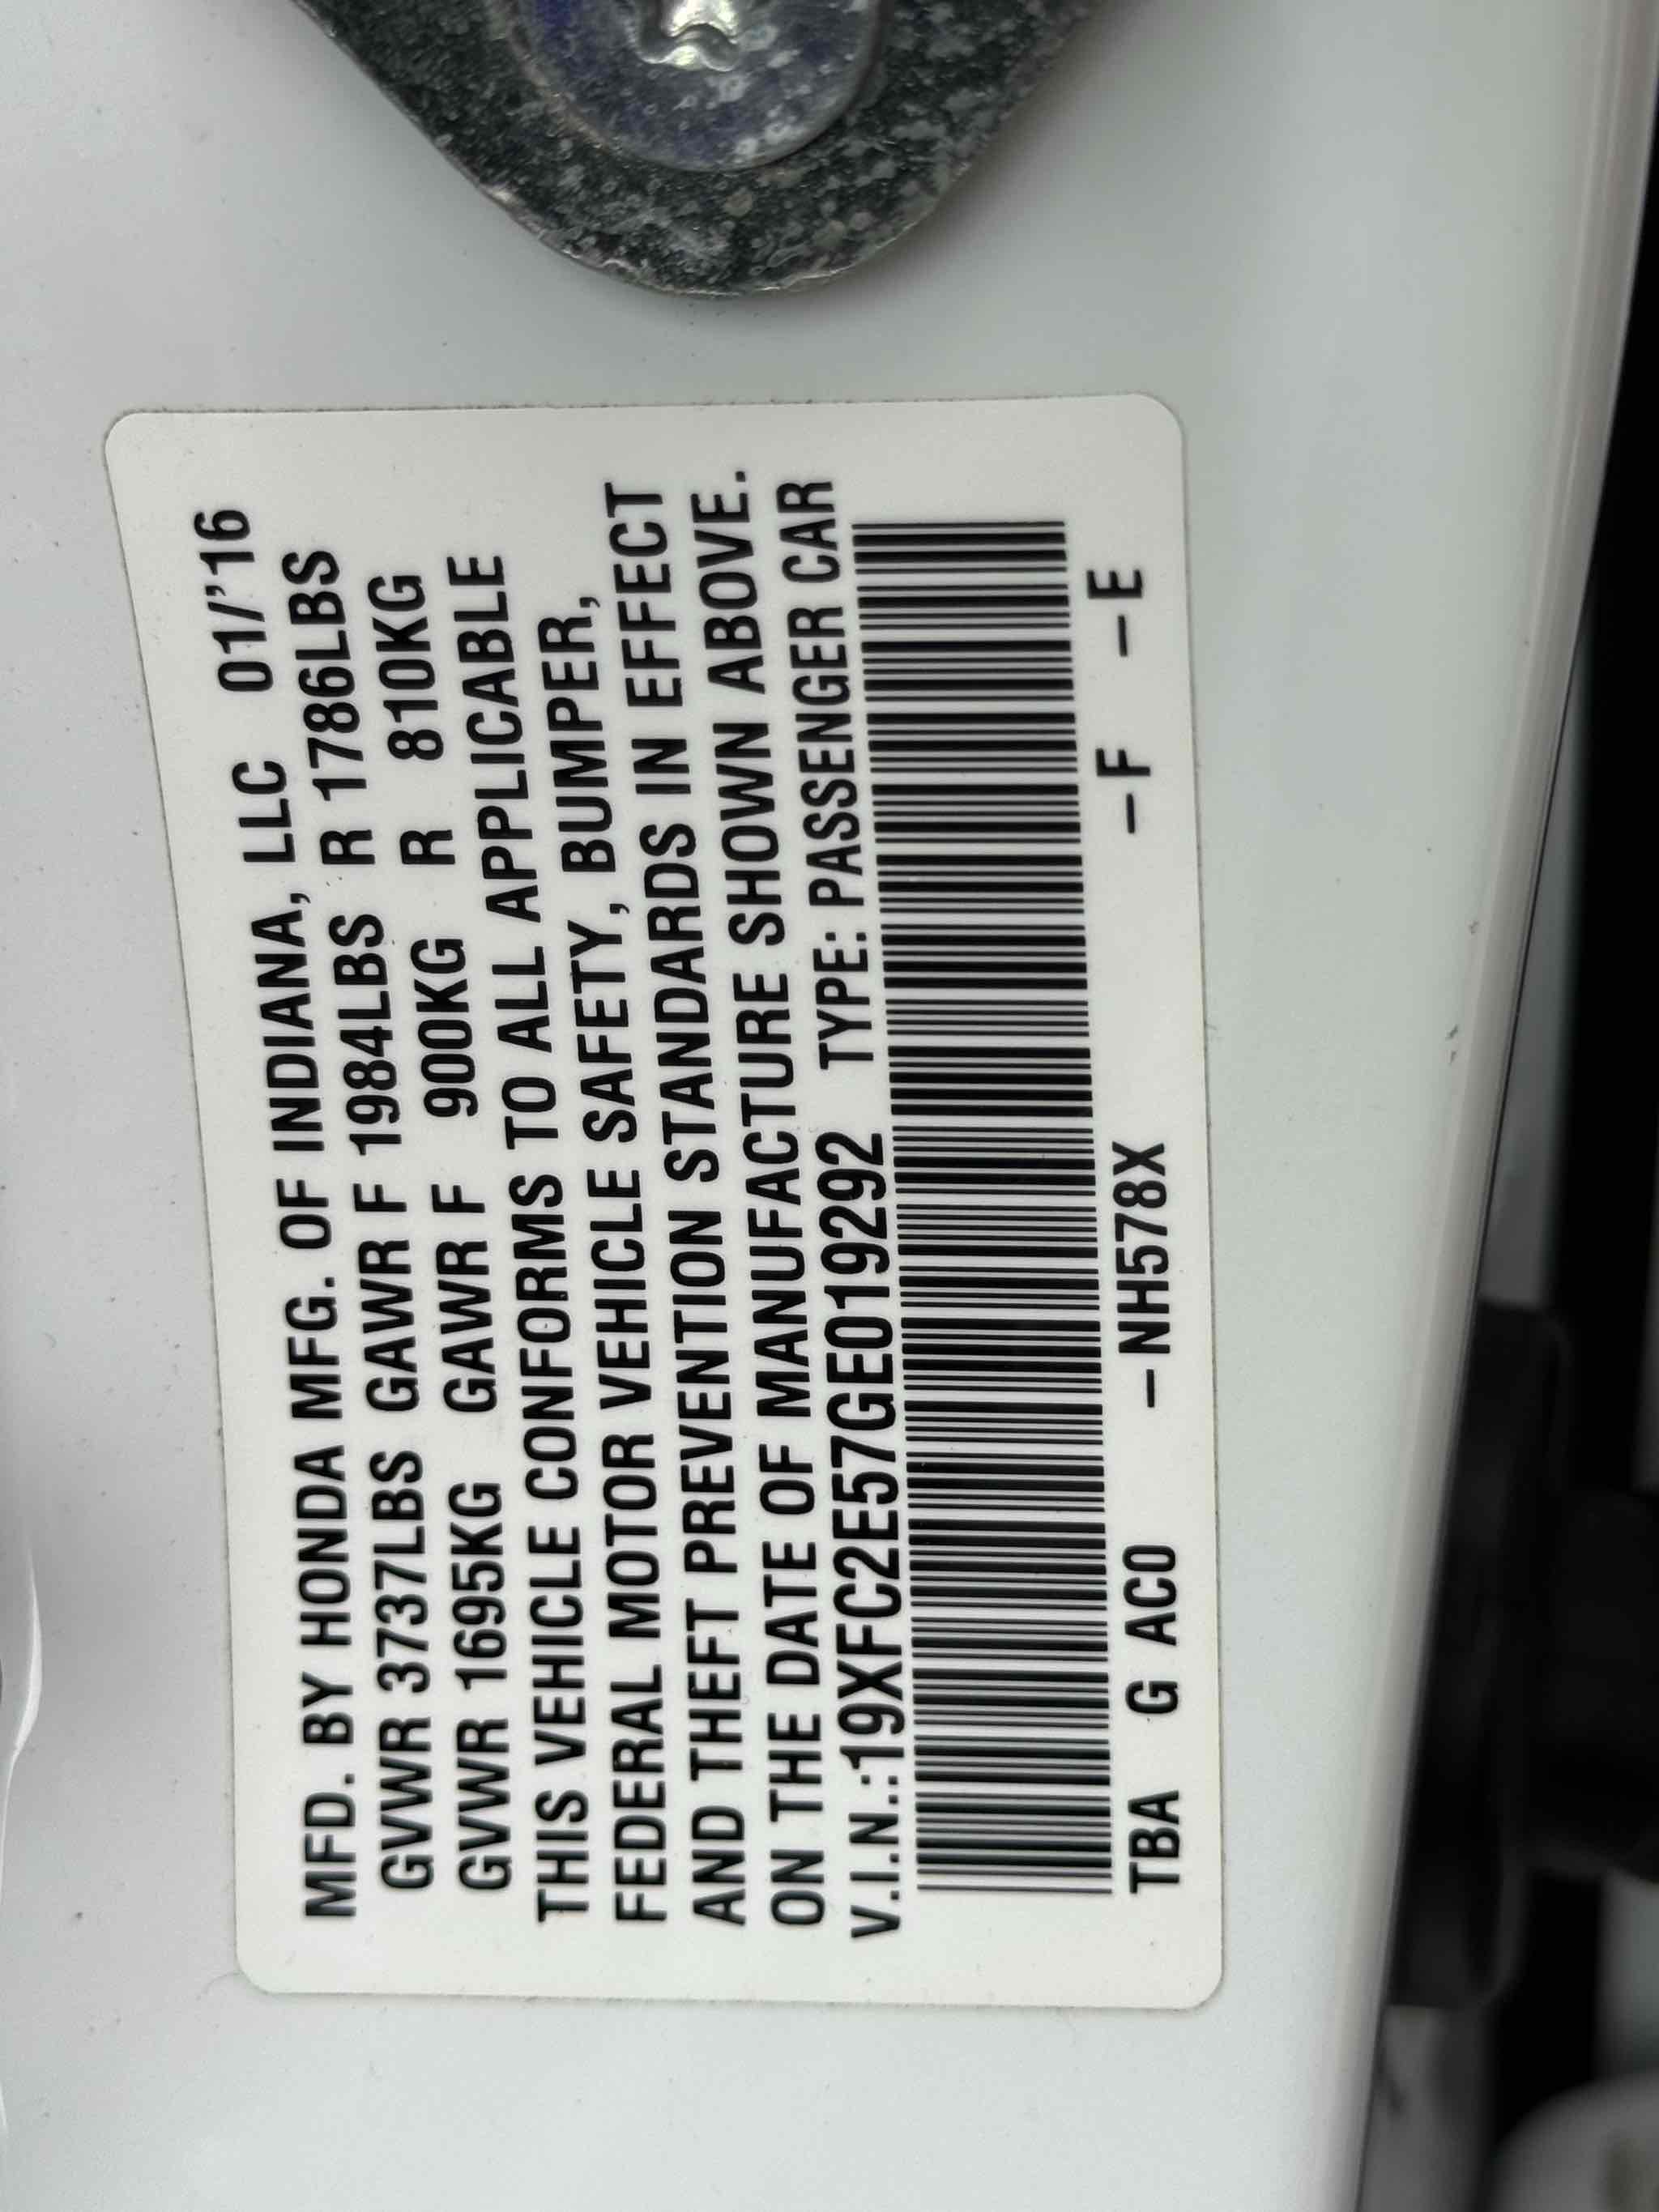 MFD. BY HONDA MFG. OF INDIANA, LLC 01/'16
GVWR 3737LBS GAWR F 1984LBS R 1786LBS
GVWR 1695KG GAWR F 900KG R 810KG
THIS VEHICLE CONFORMS TO ALL APPLICABLE
FEDERAL MOTOR VEHICLE SAFETY, BUMPER,
AND THEFT PREVENTION STANDARDS IN EFFECT
ON THE DATE OF MANUFACTURE SHOWN ABOVE.
V.I.N.:19XFC2E57GE019292 TYPE: PASSENGER CAR
TBA G AC0 –NH578X –F –E